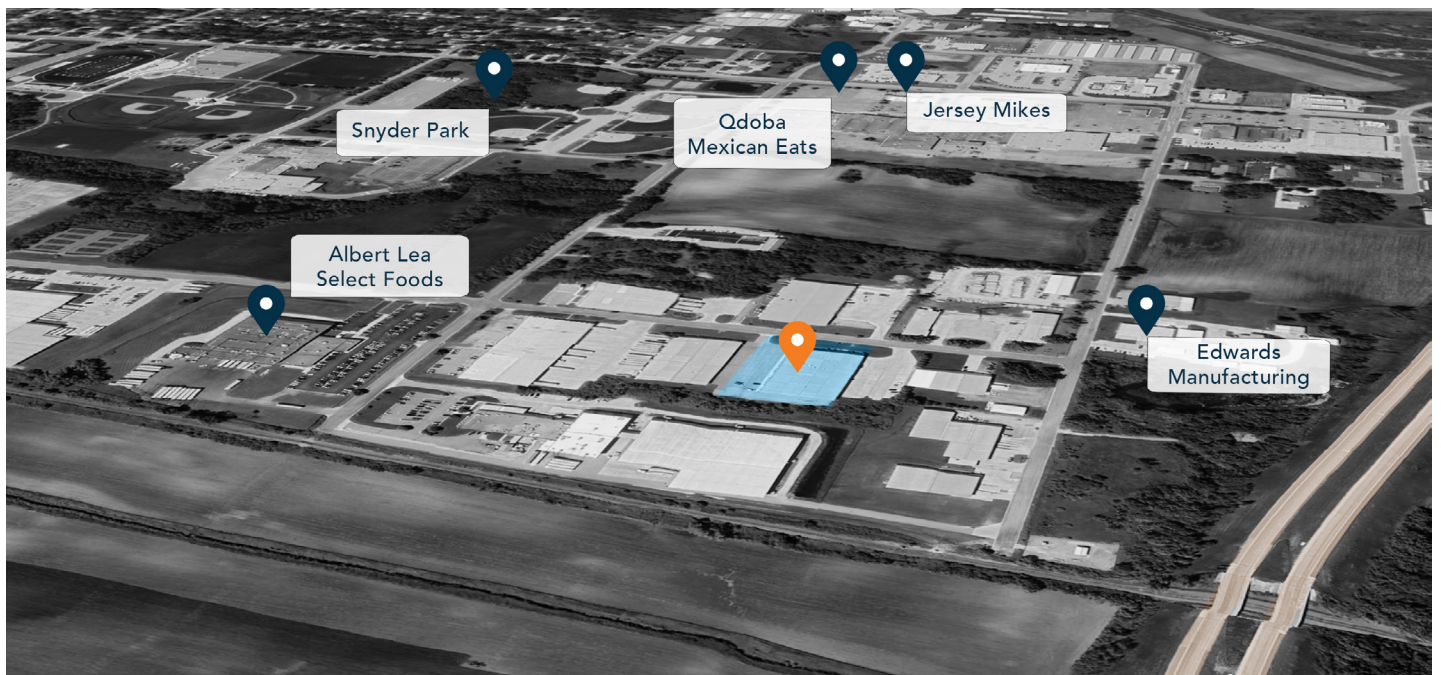 Snyder Park
Qdoba
Mexican Eats
Jersey Mikes
Albert Lea
Select Foods
Edwards
Manufacturing